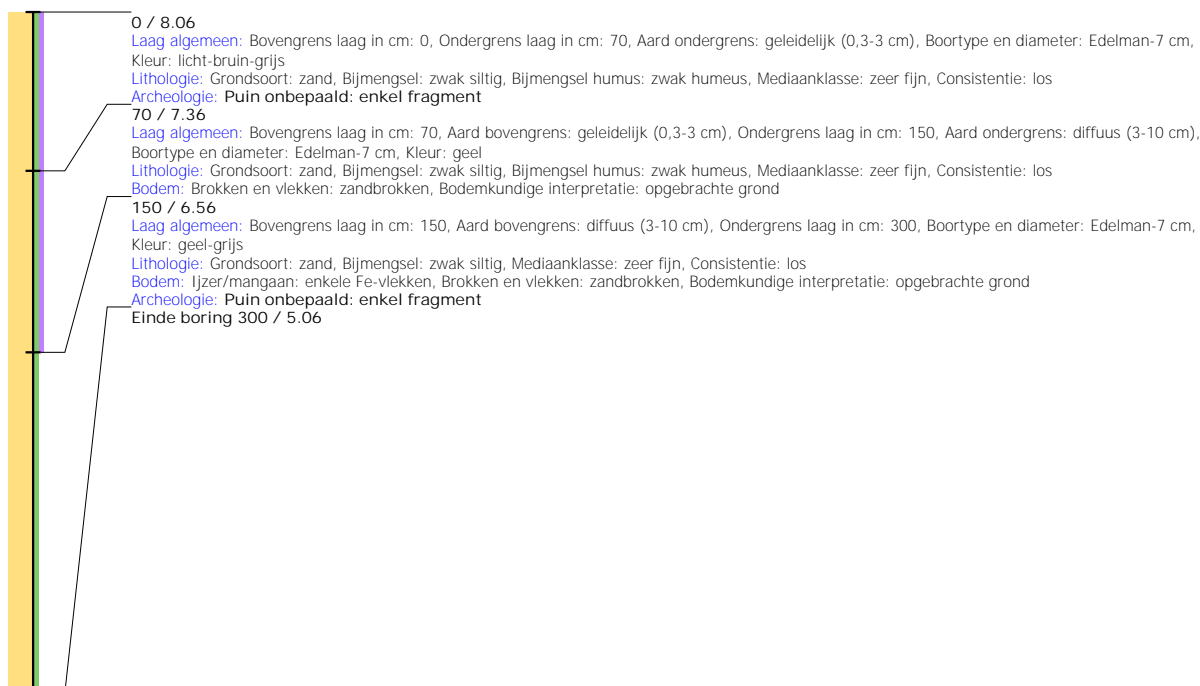 0 / 8.06
Laag algemeen: Bovengrens laag in cm: 0, Ondergrens laag in cm: 70, Aard ondergrens: geleidelijk (0,3-3 cm), Boortype en diameter: Edelman-7 cm,
Kleur: licht-bruin-grijs
Lithologie: Grondsoort: zand, Bijmengsel: zwak siltig, Bijmengsel humus: zwak humeus, Mediaanklasse: zeer fijn, Consistentie: los
Archeologie: Puin onbepaald: enkel fragment
70 / 7.36
Laag algemeen: Bovengrens laag in cm: 70, Aard bovengrens: geleidelijk (0,3-3 cm), Ondergrens laag in cm: 150, Aard ondergrens: diffuus (3-10 cm),
Boortype en diameter: Edelman-7 cm, Kleur: geel
Lithologie: Grondsoort: zand, Bijmengsel: zwak siltig, Bijmengsel humus: zwak humeus, Mediaanklasse: zeer fijn, Consistentie: los
Bodem: Brokken en vlekken: zandbrokken, Bodemkundige interpretatie: opgebrachte grond
150 / 6.56
Laag algemeen: Bovengrens laag in cm: 150, Aard bovengrens: diffuus (3-10 cm), Ondergrens laag in cm: 300, Boortype en diameter: Edelman-7 cm,
Kleur: geel-grijs
Lithologie: Grondsoort: zand, Bijmengsel: zwak siltig, Mediaanklasse: zeer fijn, Consistentie: los
Bodem: Ijzer/mangaan: enkele Fe-vlekken, Brokken en vlekken: zandbrokken, Bodemkundige interpretatie: opgebrachte grond
Archeologie: Puin onbepaald: enkel fragment
Einde boring 300 / 5.06